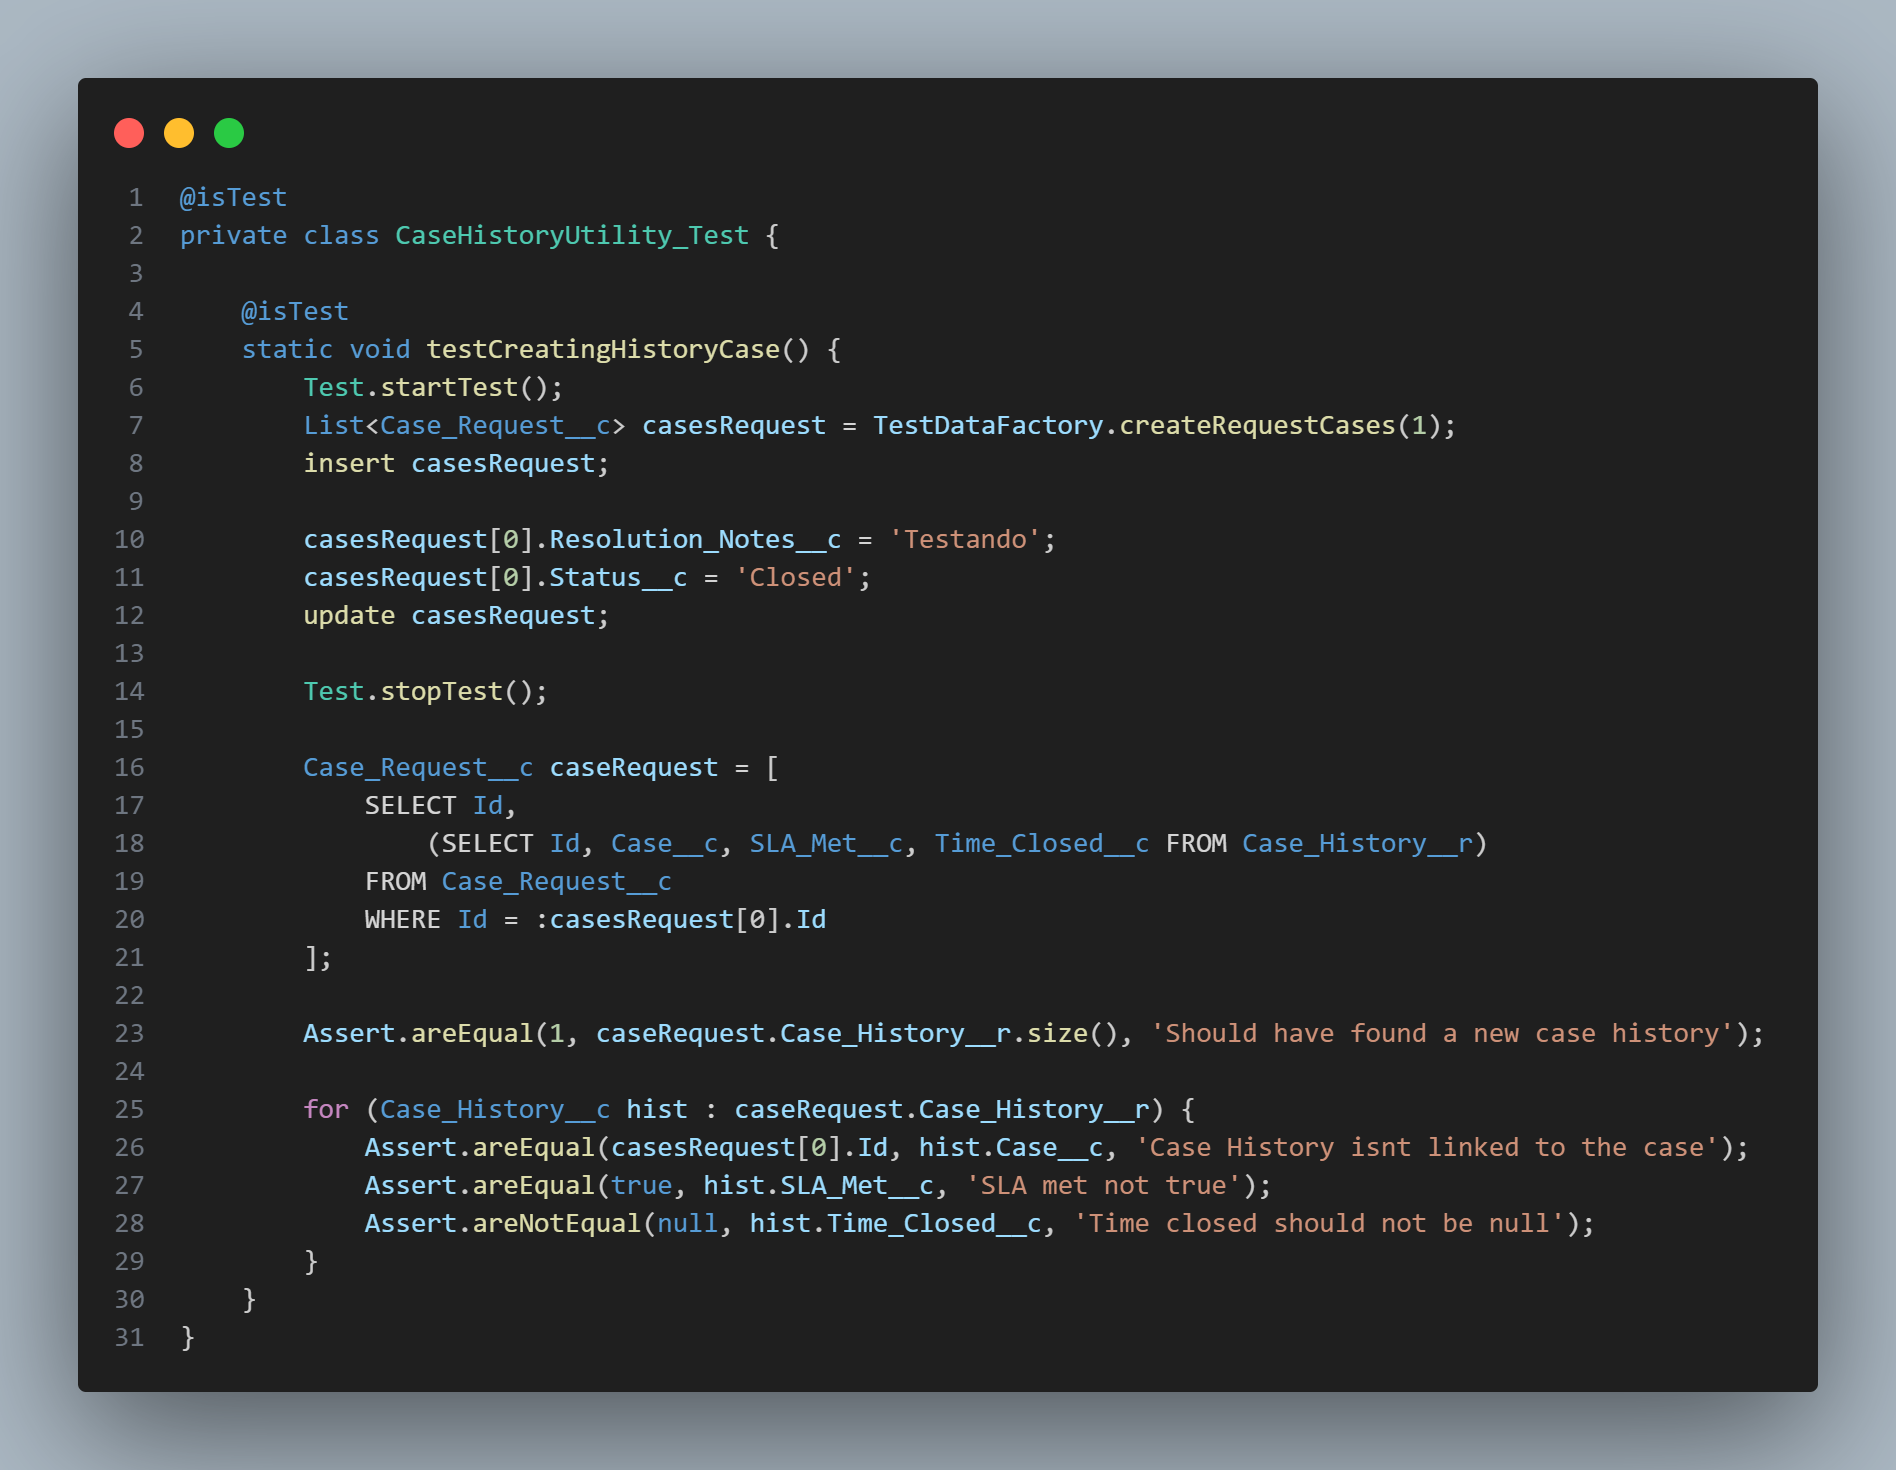 1 @isTest
2 private class CaseHistoryUtility_Test {
3
4     @isTest
5     static void testCreatingHistoryCase() {
6         Test.startTest();
7         List<Case_Request__c> casesRequest = TestDataFactory.createRequestCases(1);
8         insert casesRequest;
9
10         casesRequest[0].Resolution_Notes__c = 'Testando';
11         casesRequest[0].Status__c = 'Closed';
12         update casesRequest;
13
14         Test.stopTest();
15
16         Case_Request__c caseRequest = [
17             SELECT Id,
18                 (SELECT Id, Case__c, SLA_Met__c, Time_Closed__c FROM Case_History__r)
19             FROM Case_Request__c
20             WHERE Id = :casesRequest[0].Id
21         ];
22
23         Assert.areEqual(1, caseRequest.Case_History__r.size(), 'Should have found a new case history');
24
25         for (Case_History__c hist : caseRequest.Case_History__r) {
26             Assert.areEqual(casesRequest[0].Id, hist.Case__c, 'Case History isnt linked to the case');
27             Assert.areEqual(true, hist.SLA_Met__c, 'SLA met not true');
28             Assert.areNotEqual(null, hist.Time_Closed__c, 'Time closed should not be null');
29         }
30     }
31 }